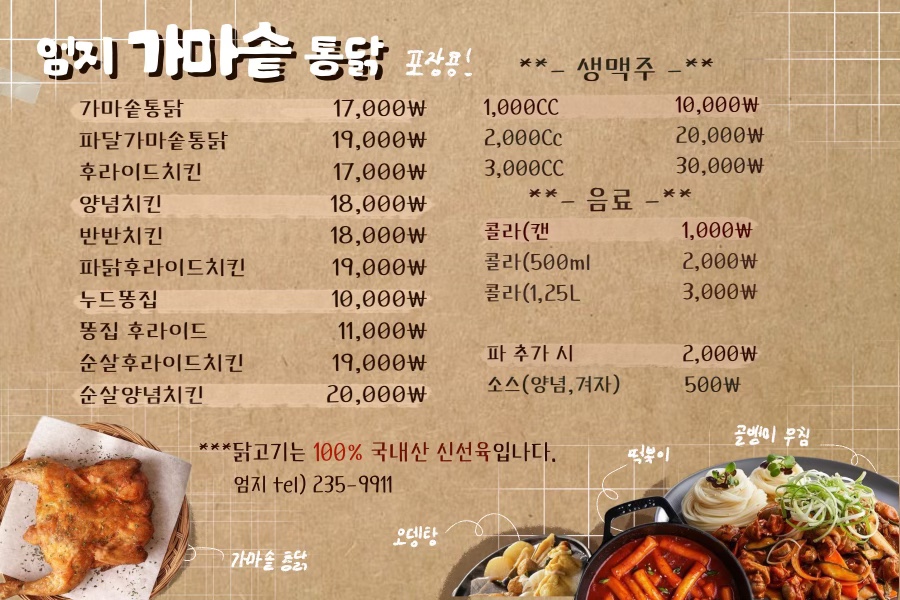 엄지 가마솥 통닭 포장용!
가마솥통닭 17,000₩
파달가마솥통닭 19,000₩
후라이드치킨 17,000₩
양념치킨 18,000₩
반반치킨 18,000₩
파닭후라이드치킨 19,000₩
누드똥집 10,000₩
똥집 후라이드 11,000₩
순살후라이드치킨 19,000₩
순살양념치킨 20,000₩
**- 생맥주 -**
1,000CC 10,000₩
2,000Cc 20,000₩
3,000CC 30,000₩
**- 음료 -**
콜라(캔 1,000₩
콜라(500ml 2,000₩
콜라(1,25L 3,000₩
파 추가 시 2,000₩
소스(양념,겨자) 500₩
***닭고기는 100% 국내산 신선육입나다.
엄지 tel) 235-9911
가마솥 통닭
오뎅탕
떡볶이
골뱅이 무침